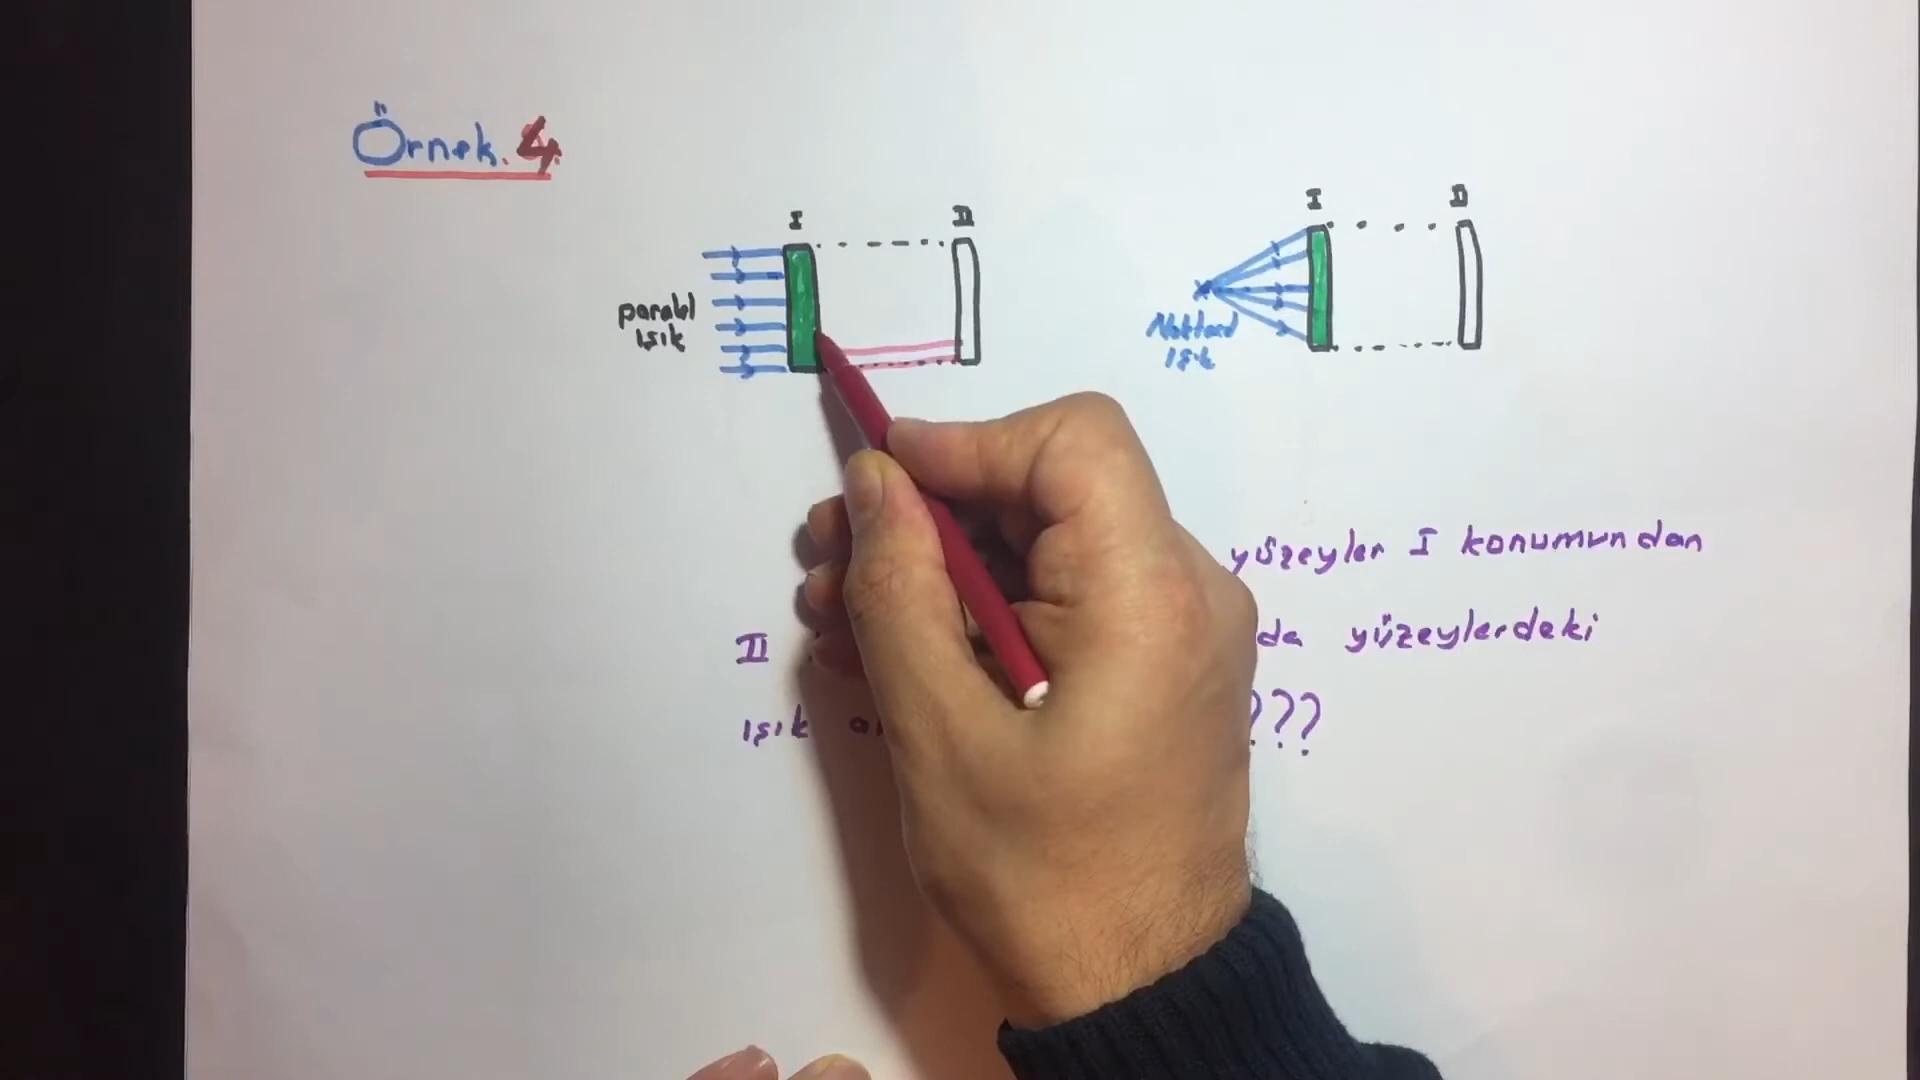 Örnek. 4.
I II
I II
paralel
ışık
Noktasal
ışık
yüzeyler I konumundan
II da yüzeylerdeki
ışık ???